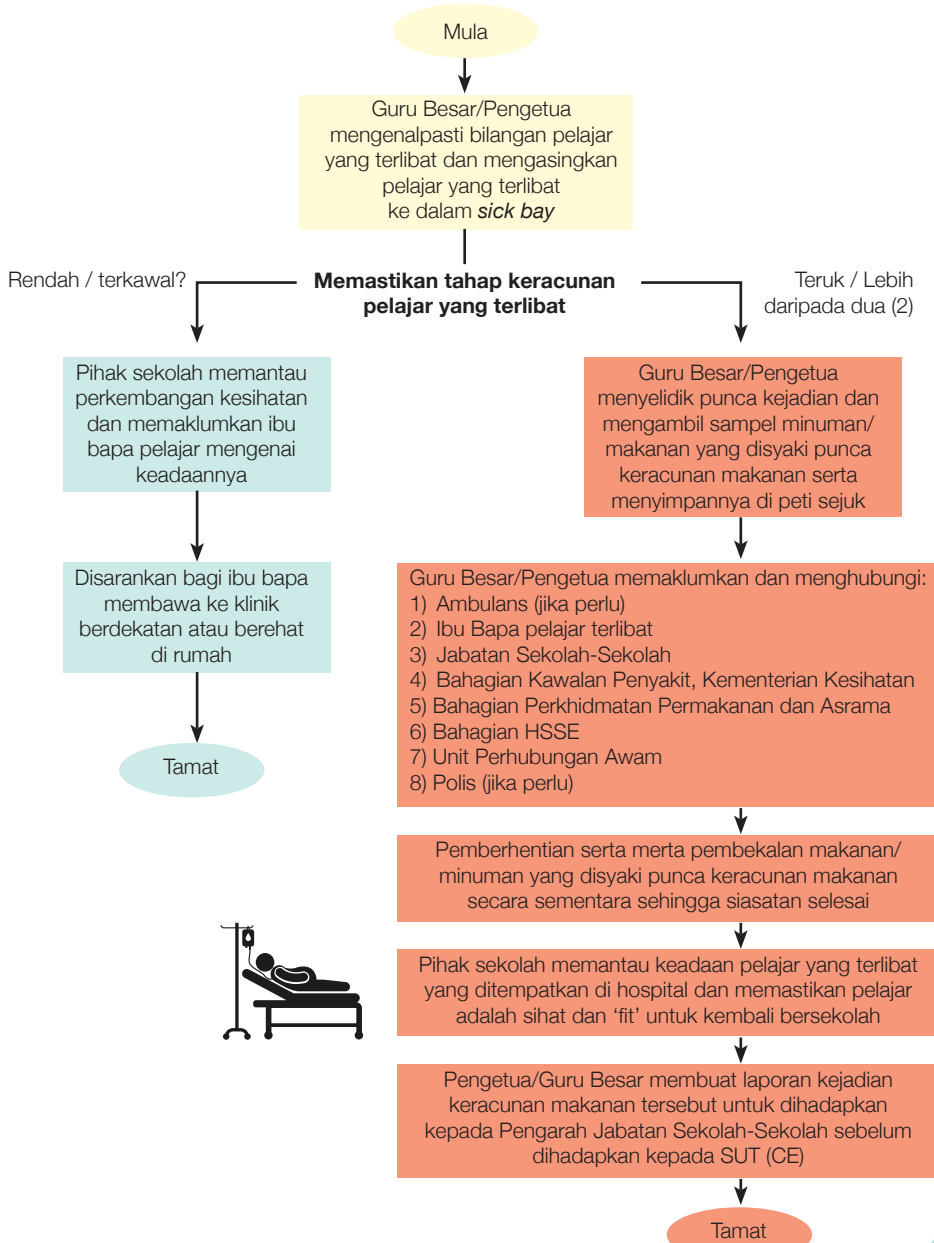 Mula
Guru Besar/Pengetua
mengenalpasti bilangan pelajar
yang terlibat dan mengasingkan
pelajar yang terlibat
ke dalam sick bay
Rendah / terkawal?
Memastikan tahap keracunan
pelajar yang terlibat
Teruk / Lebih
daripada dua (2)
Pihak sekolah memantau
perkembangan kesihatan
dan memaklumkan ibu
bapa pelajar mengenai
keadaannya
Disarankan bagi ibu bapa
membawa ke klinik
berdekatan atau berehat
di rumah
Tamat
Guru Besar/Pengetua
menyelidik punca kejadian dan
mengambil sampel minuman/
makanan yang disyaki punca
keracunan makanan serta
menyimpannya di peti sejuk
Guru Besar/Pengetua memaklumkan dan menghubungi:
1) Ambulans (jika perlu)
2) Ibu Bapa pelajar terlibat
3) Jabatan Sekolah-Sekolah
4) Bahagian Kawalan Penyakit, Kementerian Kesihatan
5) Bahagian Perkhidmatan Permakanan dan Asrama
6) Bahagian HSSE
7) Unit Perhubungan Awam
8) Polis (jika perlu)
Pemberhentian serta merta pembekalan makanan/
minuman yang disyaki punca keracunan makanan
secara sementara sehingga siasatan selesai
Pihak sekolah memantau keadaan pelajar yang terlibat
yang ditempatkan di hospital dan memastikan pelajar
adalah sihat dan ‘fit’ untuk kembali bersekolah
Pengetua/Guru Besar membuat laporan kejadian
keracunan makanan tersebut untuk dihadapkan
kepada Pengarah Jabatan Sekolah-Sekolah sebelum
dihadapkan kepada SUT (CE)
Tamat